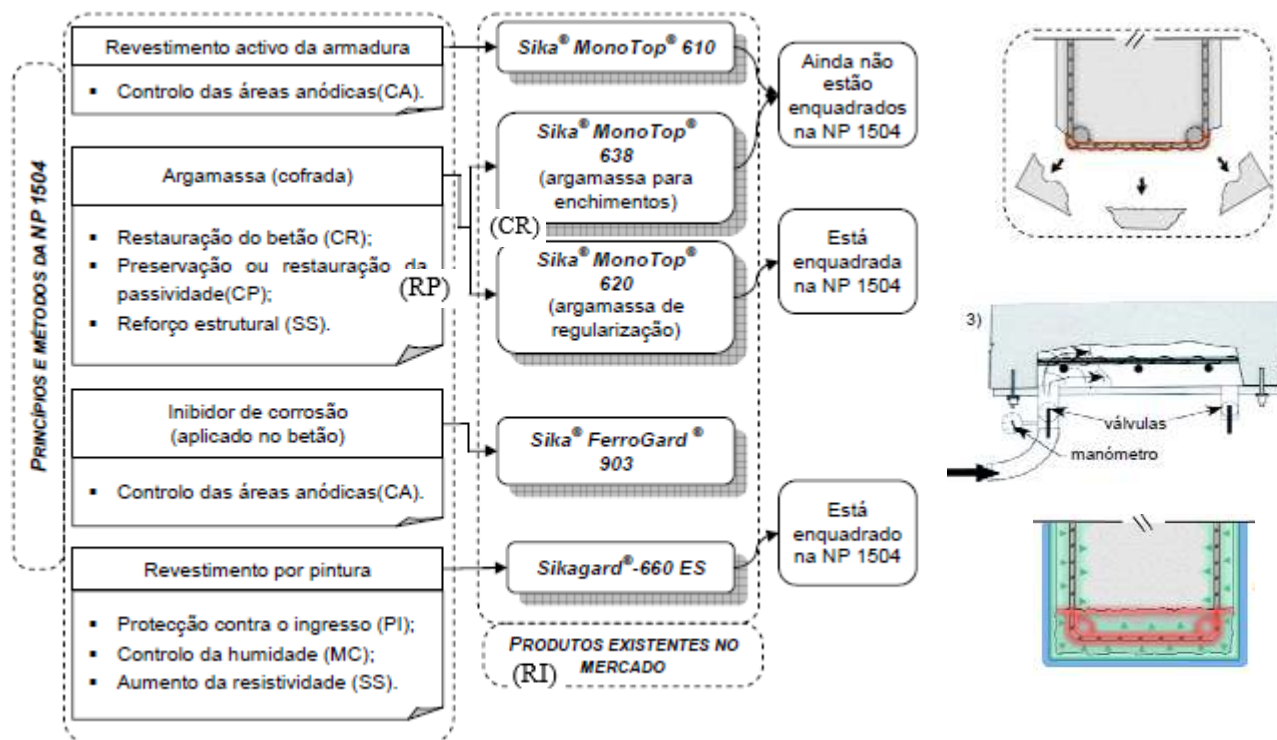 PRINCÍPIOS E MÉTODOS DA NP 1504
Revestimento activo da armadura
▪ Controlo das áreas anódicas(CA).
Argamassa (cofrada)
▪ Restauração do betão (CR);
▪ Preservação ou restauração da
passividade(CP);
(RP)
▪ Reforço estrutural (SS).
Inibidor de corrosão
(aplicado no betão)
▪ Controlo das áreas anódicas(CA).
Revestimento por pintura
▪ Protecção contra o ingresso (PI);
▪ Controlo da humidade (MC);
▪ Aumento da resistividade (SS).
Sika® MonoTop® 610
Sika® MonoTop®
638
(argamassa para
enchimentos)
(CR)
Sika® MonoTop®
620
(argamassa de
regularização)
Sika® FerroGard ®
903
Sikagard®-660 ES
PRODUTOS EXISTENTES NO
MERCADO
(RI)
Ainda não
estão
enquadrados
na NP 1504
Está
enquadrada
na NP 1504
Está
enquadrado
na NP 1504
3)
válvulas
manómetro